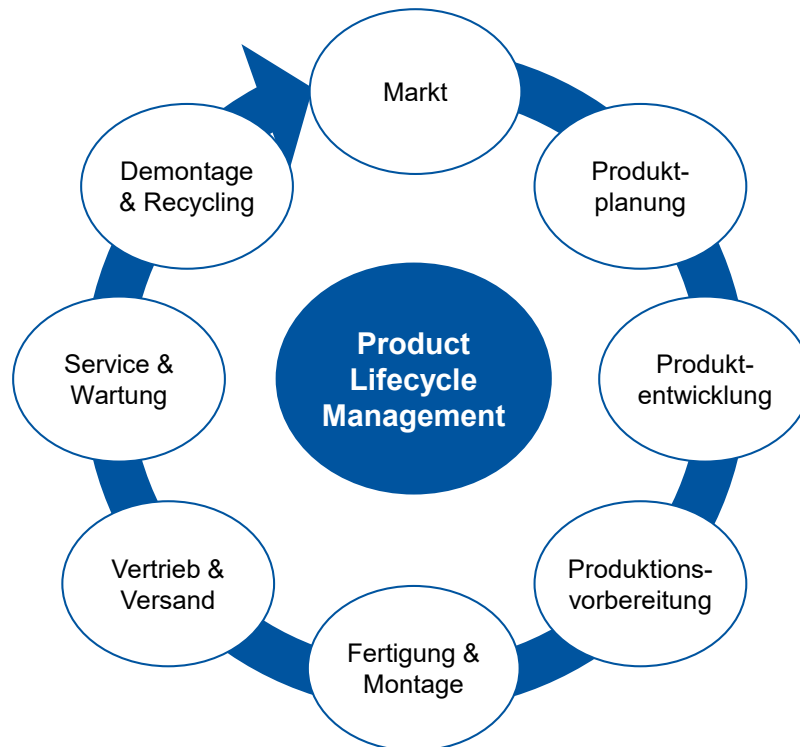 Markt
Produkt-
planung
Produkt-
entwicklung
Produktions-
vorbereitung
Fertigung &
Montage
Vertrieb &
Versand
Service &
Wartung
Demontage
& Recycling
Product
Lifecycle
Management